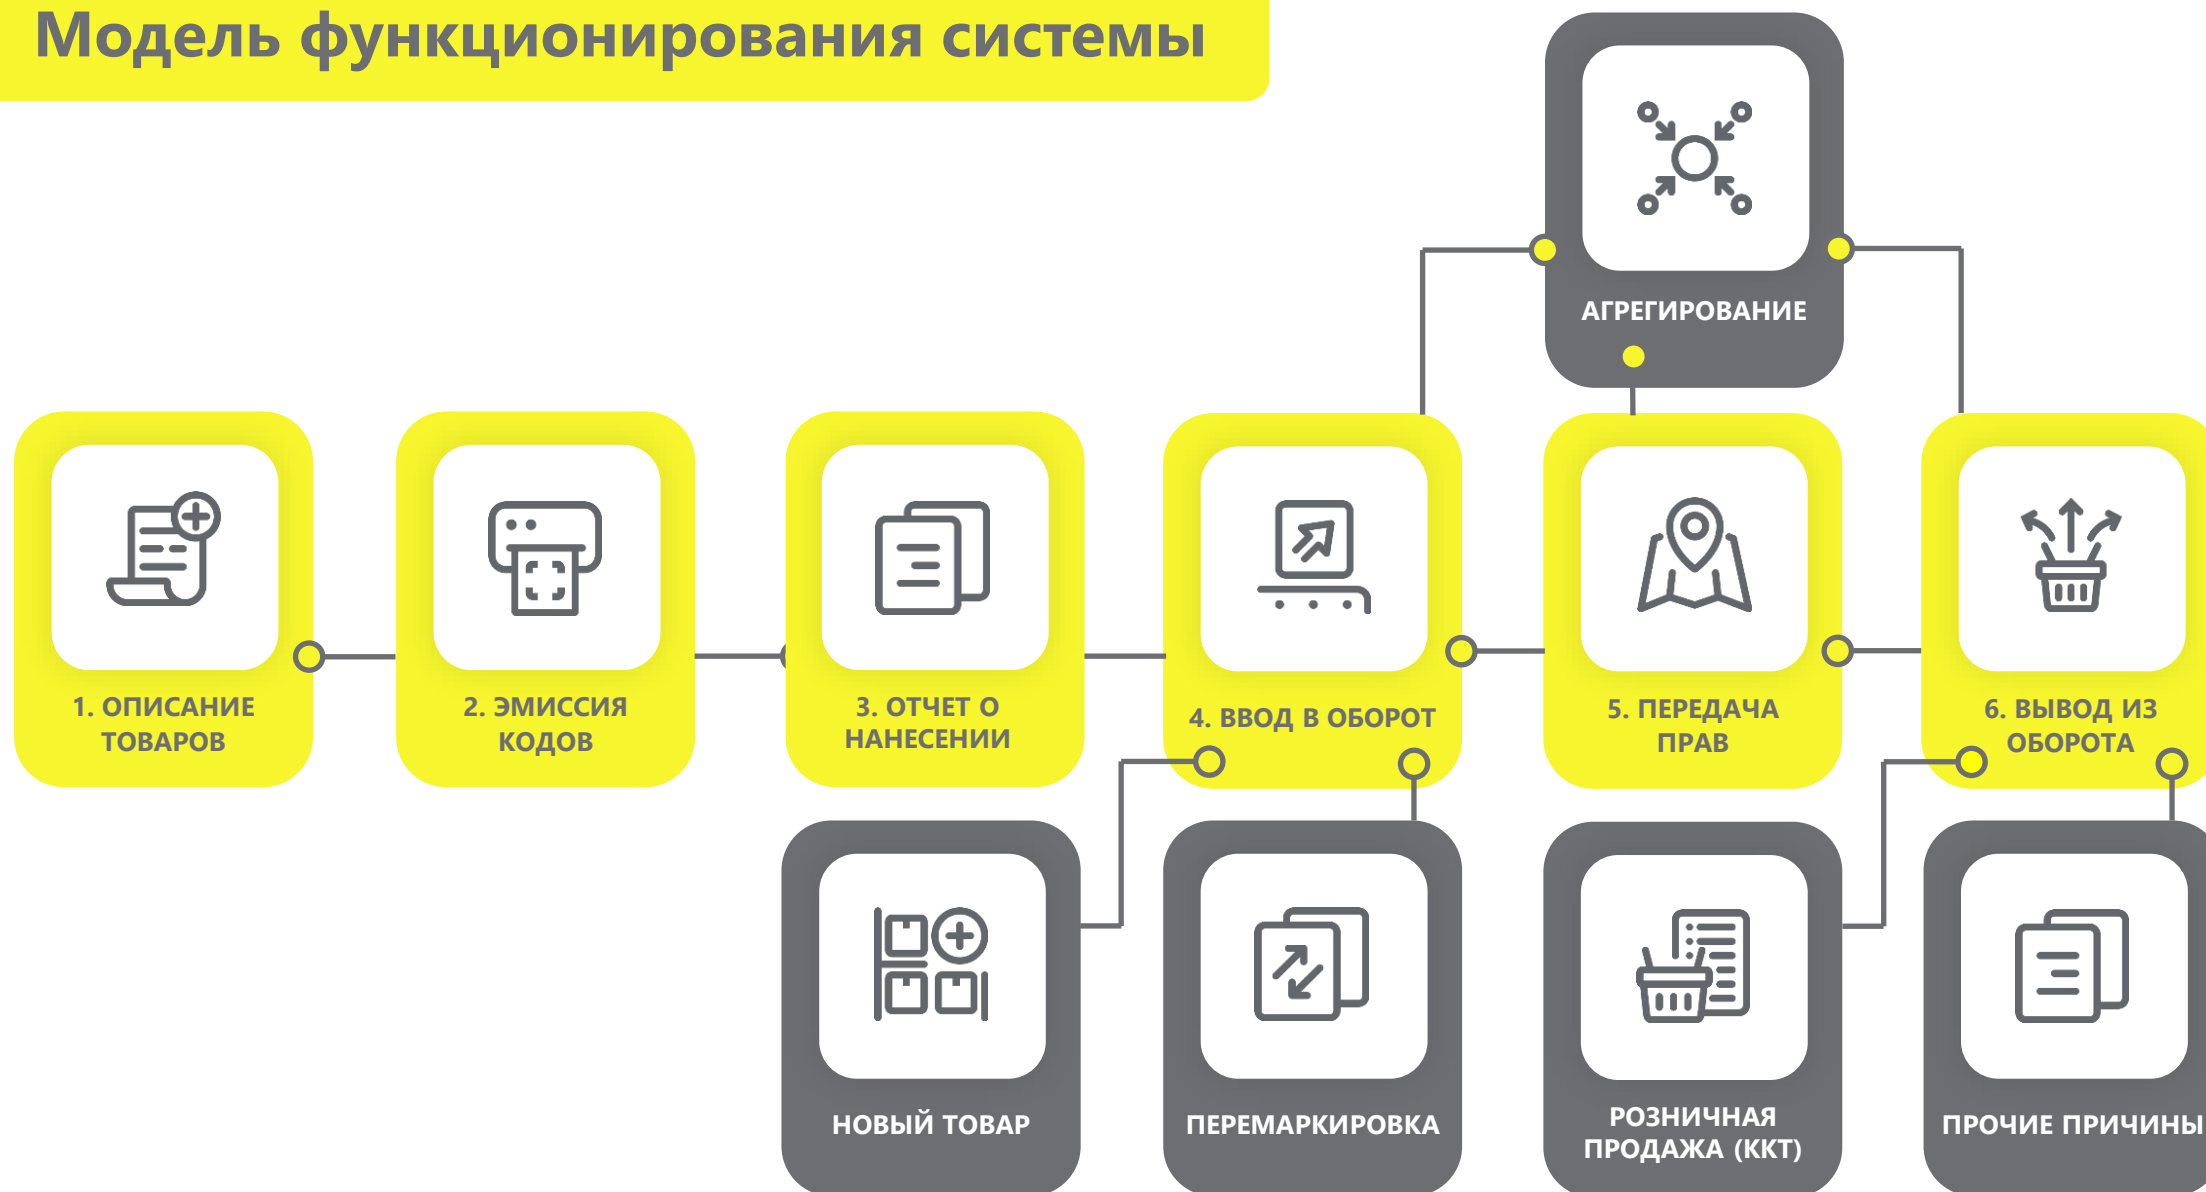 Модель функционирования системы
АГРЕГИРОВАНИЕ
1. ОПИСАНИЕ
ТОВАРОВ
2. ЭМИССИЯ
КОДОВ
3. ОТЧЕТ О
НАНЕСЕНИИ
4. ВВОД В ОБОРОТ
5. ПЕРЕДАЧА
ПРАВ
6. ВЫВОД ИЗ
ОБОРОТА
НОВЫЙ ТОВАР
ПЕРЕМАРКИРОВКА
РОЗНИЧНАЯ
ПРОДАЖА (ККТ)
ПРОЧИЕ ПРИЧИНЫ